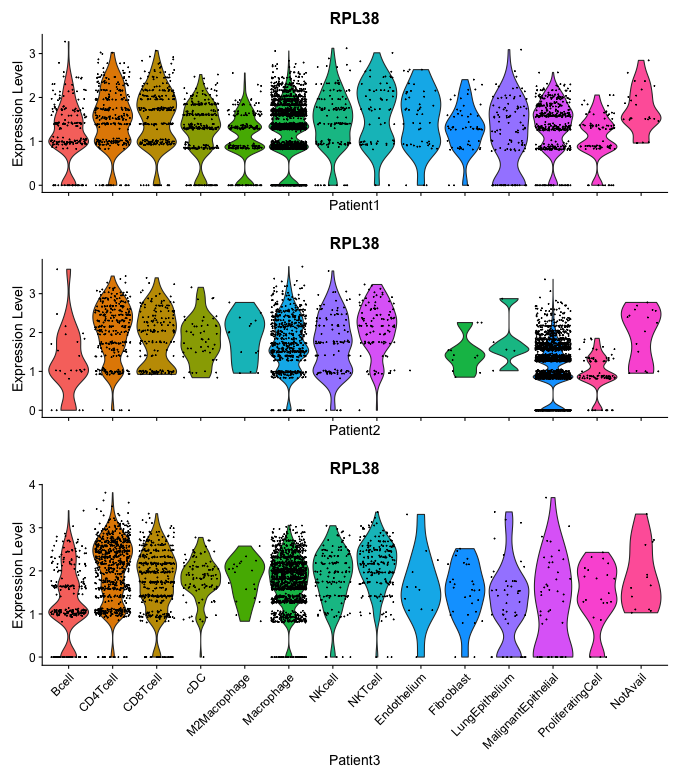 RPL38
Expression Level
3
2
1
0
Patient1
RPL38
Expression Level
3
2
1
0
Patient2
RPL38
Expression Level
4
3
2
1
0
Bcell
CD4Tcell
CD8Tcell
cDC
M2Macrophage
Macrophage
NKcell
NKTcell
Endothelium
Fibroblast
LungEpithelium
MalignantEpithelial
ProliferatingCell
NotAvail
Patient3